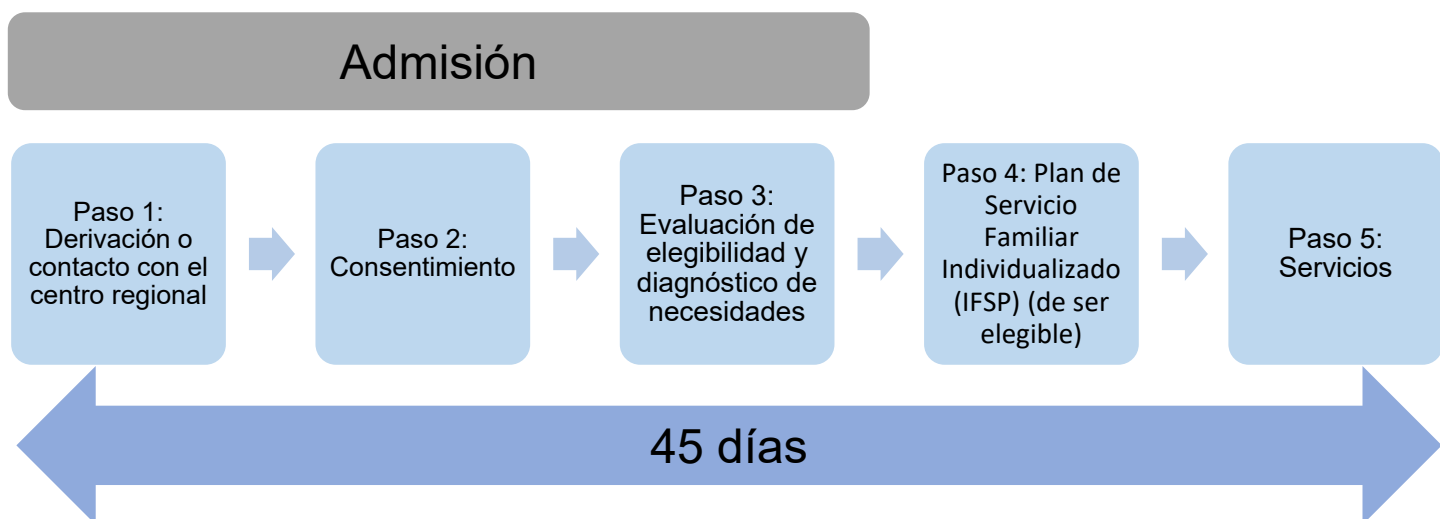 Admisión
Paso 1:
Derivación o
contacto con el
centro regional
Paso 2:
Consentimiento
Paso 3:
Evaluación de
elegibilidad y
diagnóstico de
necesidades
Paso 4: Plan de
Servicio
Familiar
Individualizado
(IFSP) (de ser
elegible)
Paso 5:
Servicios
45 días